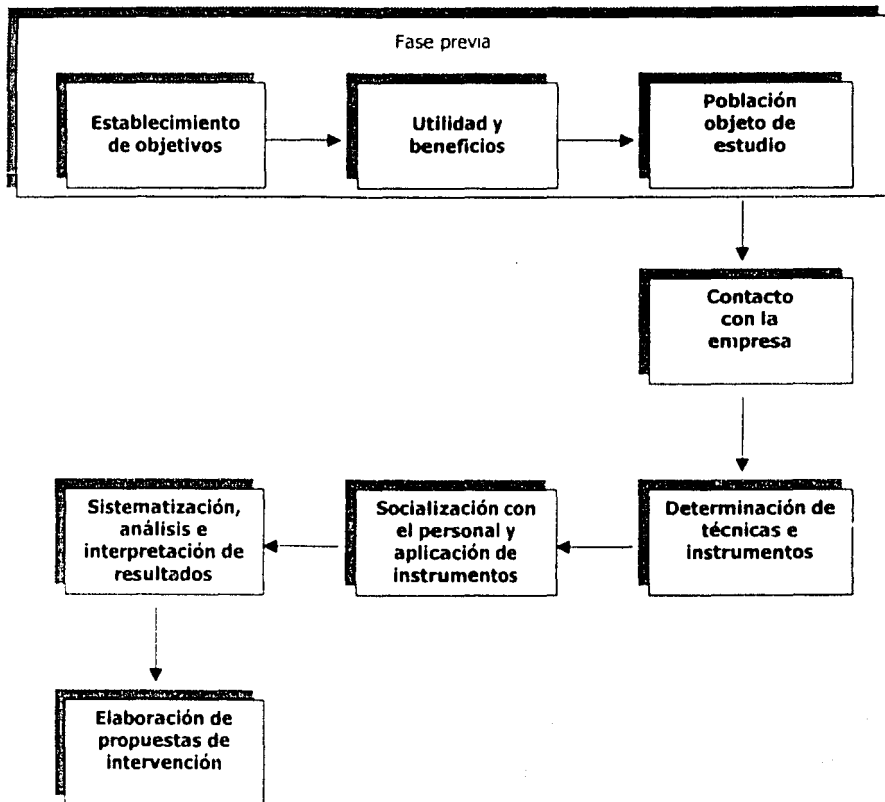 Fase previa
Establecimiento
de objetivos
Utilidad y
beneficios
Población
objeto de
estudio
Contacto
con la
empresa
Determinación de
técnicas e
instrumentos
Socialización con
el personal y
aplicación de
instrumentos
Sistematización,
análisis e
interpretación de
resultados
Elaboración de
propuestas de
intervención